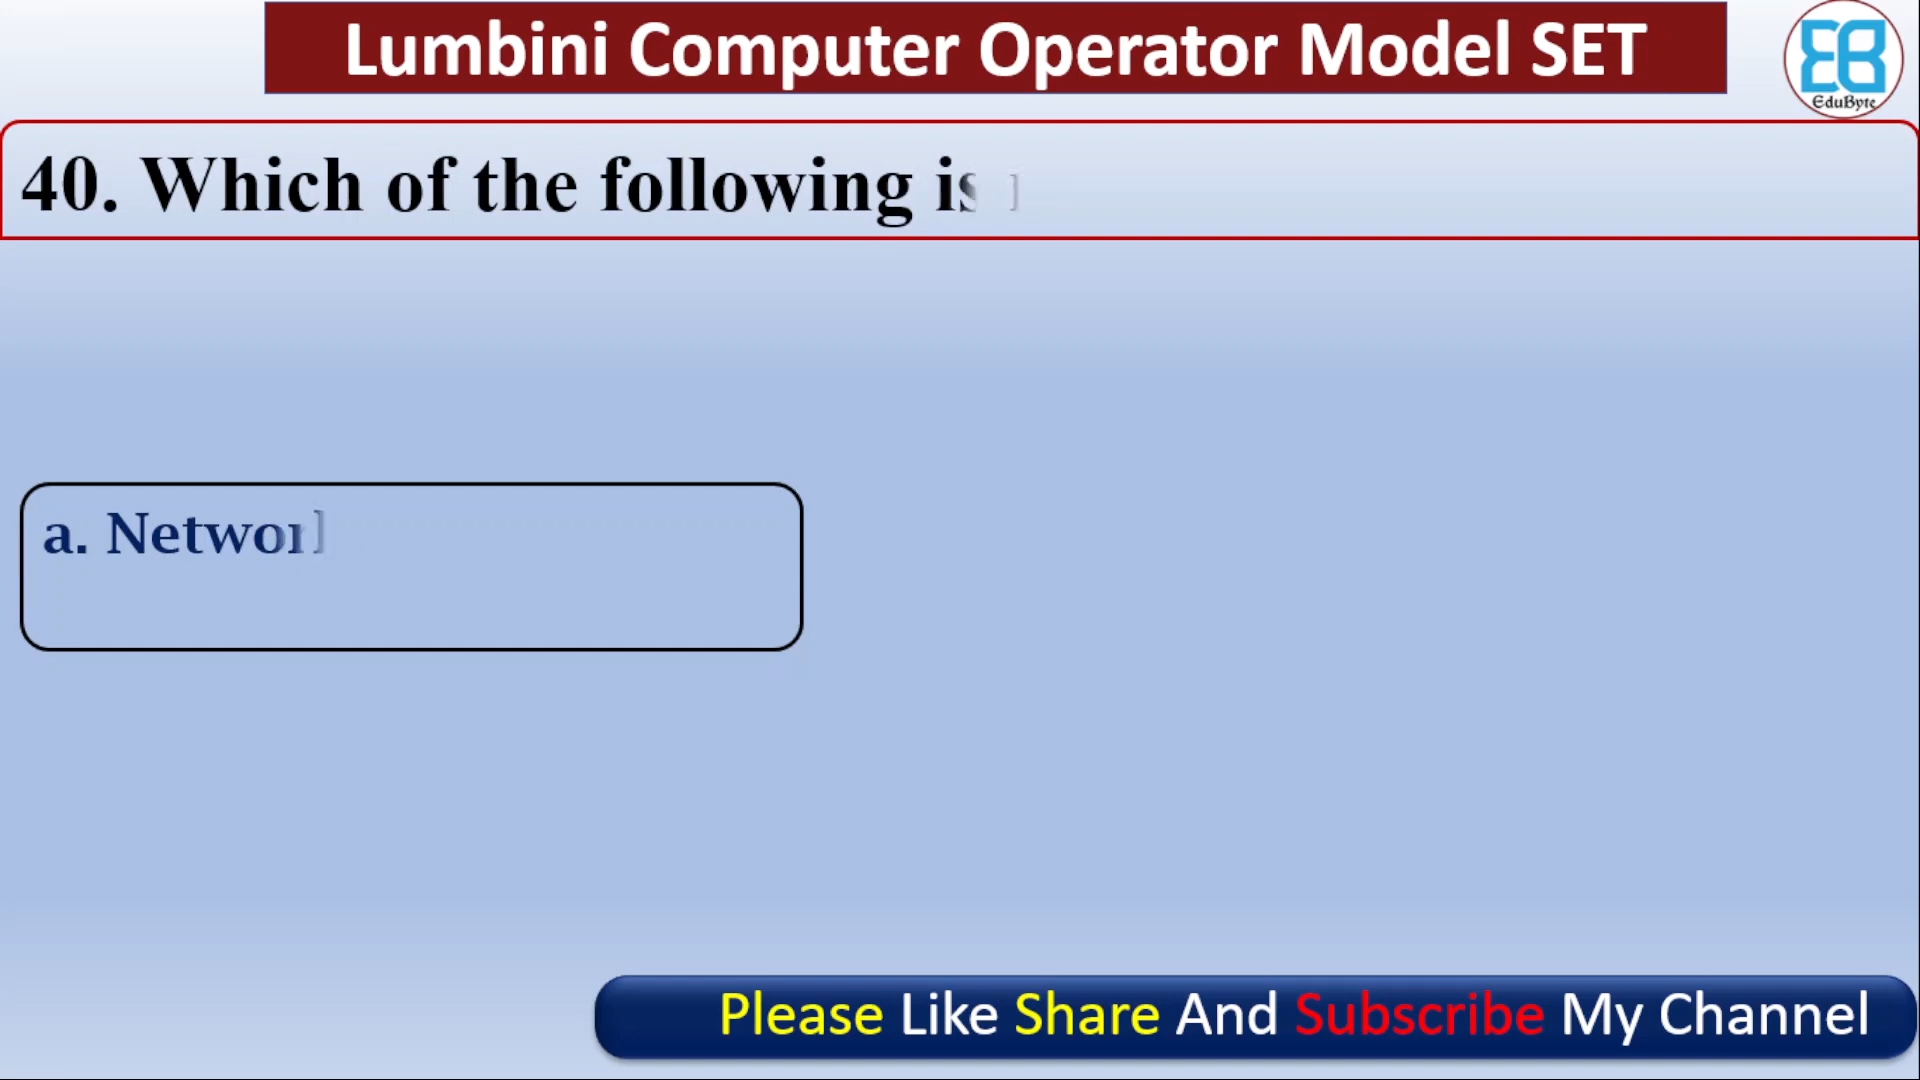 Lumbini Computer Operator Model SET
EduByte
40. Which of the following is
a. Networ
Please Like Share And Subscribe My Channel